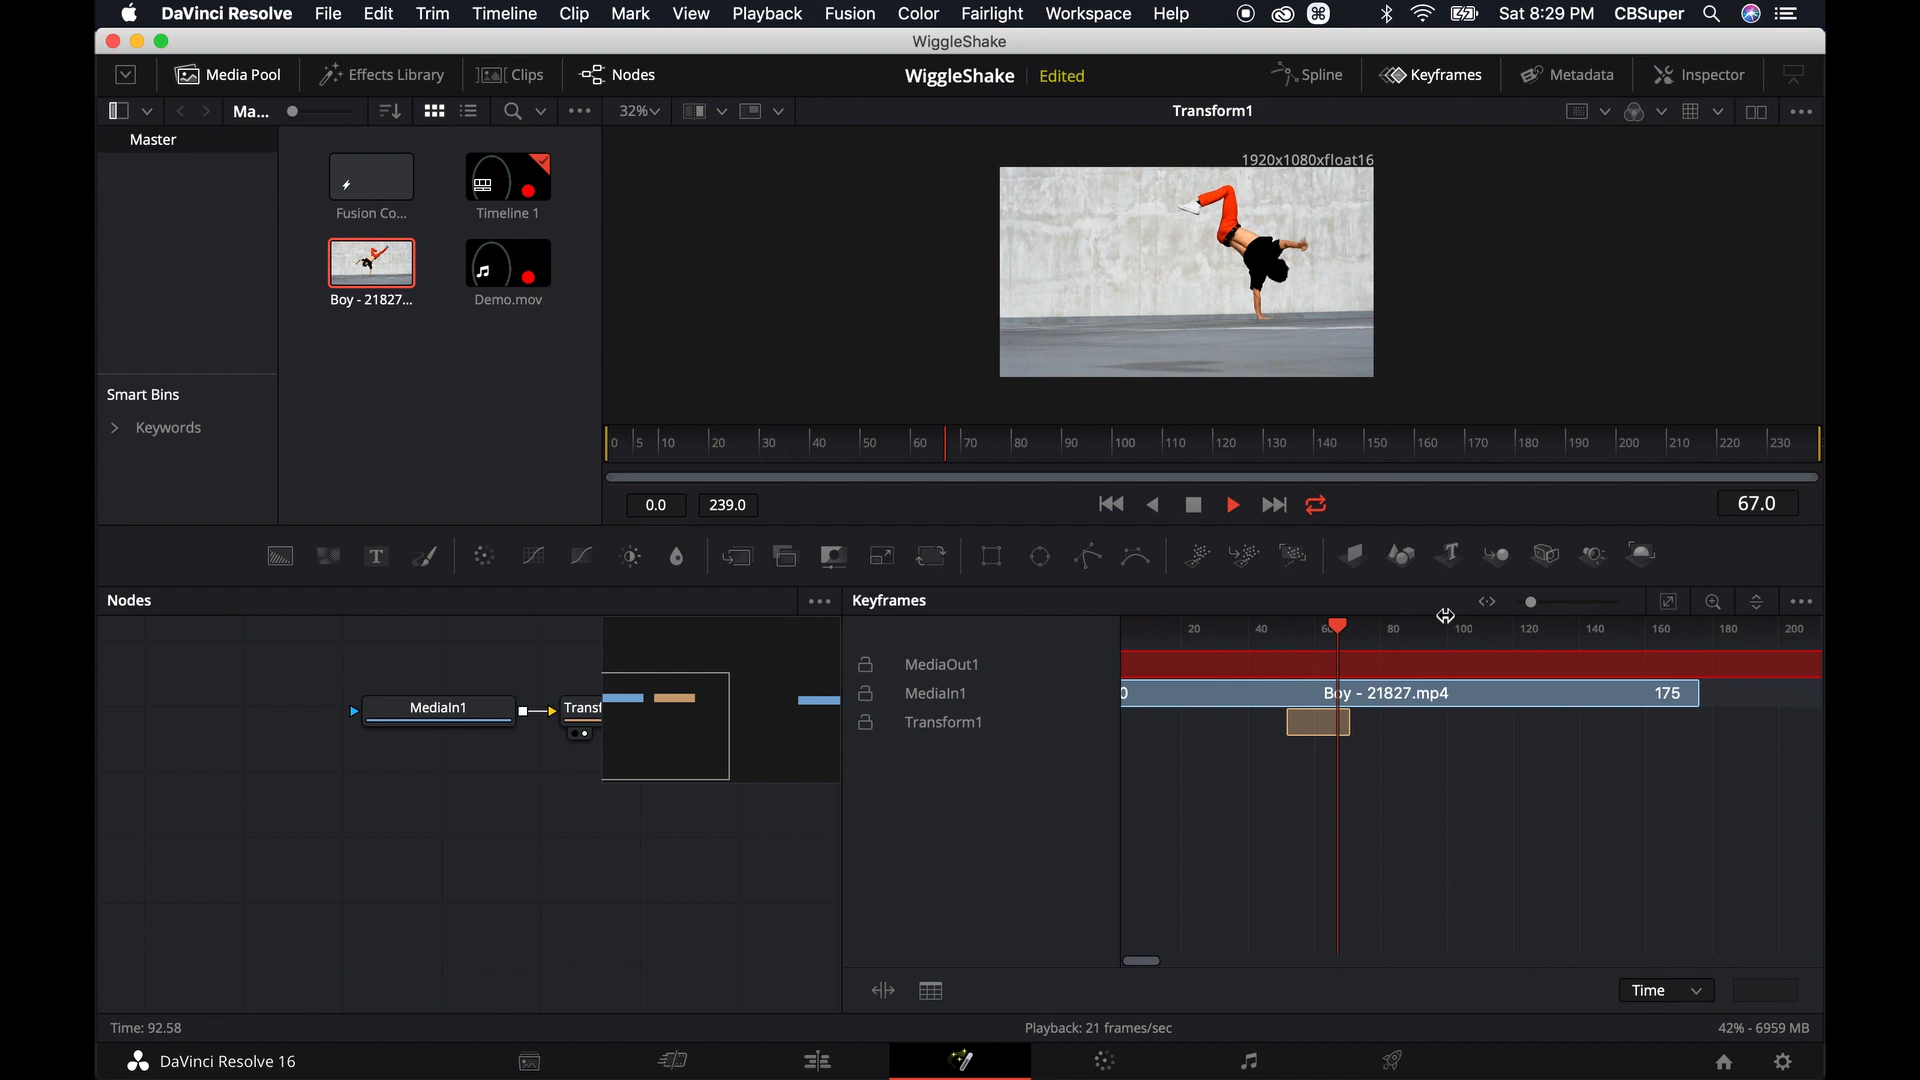 DaVinci Resolve File Edit Trim Timeline Clip Mark View Playback Fusion Color Fairlight Workspace Help Sat 8:29 PM CBSuper
WiggleShake
Media Pool Effects Library Clips Nodes WiggleShake Edited Spline Keyframes Metadata Inspector
Ma... 32% Transform1
Master
1920x1080xfloat16
Fusion Co... Timeline 1
Boy - 21827... Demo.mov
Smart Bins
Keywords
0 5 10 20 30 40 50 60 70 80 90 100 110 120 130 140 150 160 170 180 190 200 210 220 230
0.0 239.0 67.0
Nodes Keyframes
20 40 60 80 100 120 140 160 180 200
MediaOut1
MediaIn1 0 Boy - 21827.mp4 175
MediaIn1 Transf
Transform1
Time
Time: 92.58 Playback: 21 frames/sec 42% - 6959 MB
DaVinci Resolve 16